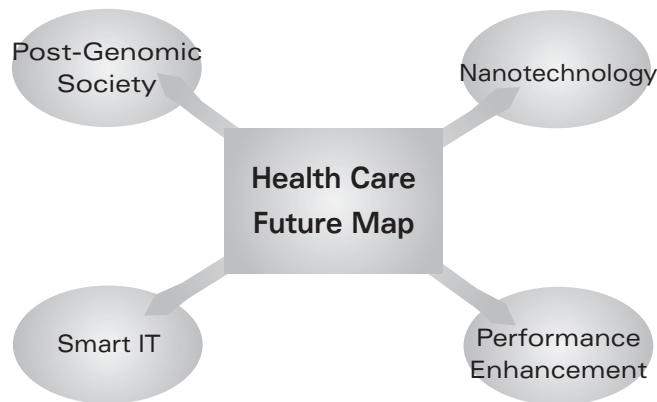 Post-Genomic
Society
Nanotechnology
Health Care
Future Map
Smart IT
Performance
Enhancement